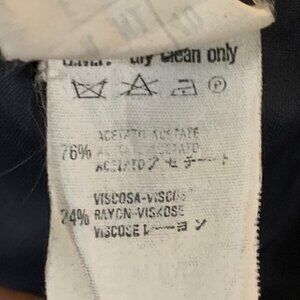 dry clean only
ACETATO ACETATE
76%
ACETATO アセテート
VISCOSA-VISCOSE
24% RAYON-VISKOSE
VISCOSE レーヨン